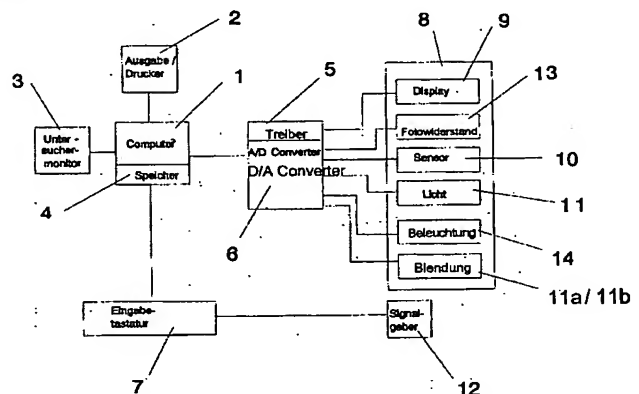 2
8
9
3
Ausgabe /
Drucker
1
5
13
Display
Unter-
sucher-
monitor
Computer
Treiber
Fotowiderstand
A/D Converter
Sensor
10
Speicher
D/A Converter
4
Licht
11
6
Beleuchtung
14
Blendung
11a/ 11b
Eingabe-
tastatur
Signal-
geber
7
12